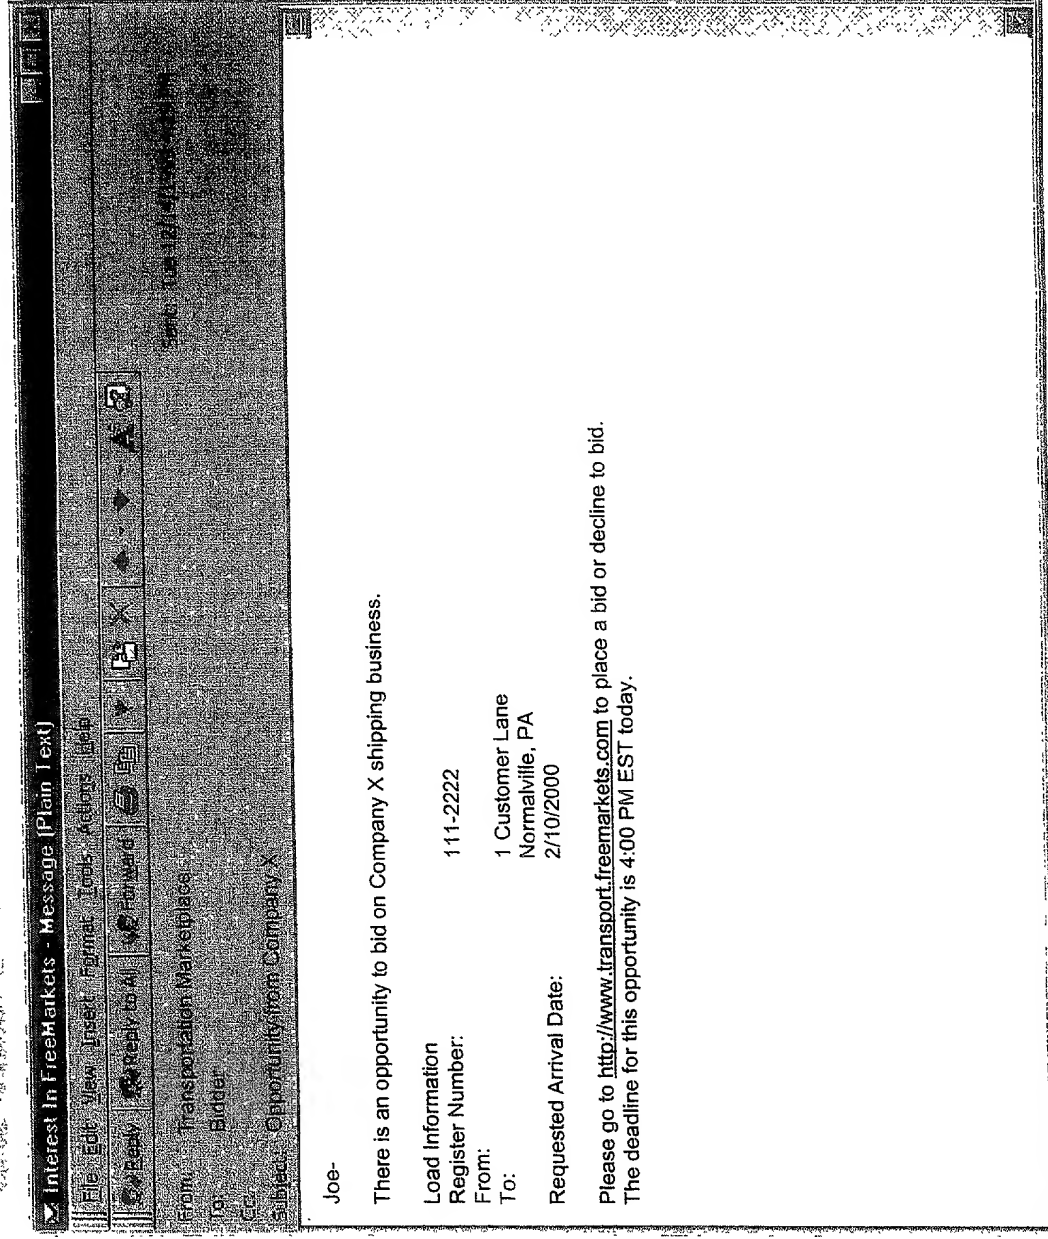 Interest In FreeMarkets - Message (Plain Text)
File Edit View Insert Format Tools Actions Help
Reply Reply to All Forward
From: Transportation Marketplace Sent: Tue
To: Bidder
Cc:
Subject: Opportunity from Company X
Joe-
There is an opportunity to bid on Company X shipping business.
Load Information
Register Number: 111-2222
From:
To: 1 Customer Lane
Normalville, PA
Requested Arrival Date: 2/10/2000
Please go to http://www.transport.freemarkets.com to place a bid or decline to bid.
The deadline for this opportunity is 4:00 PM EST today.